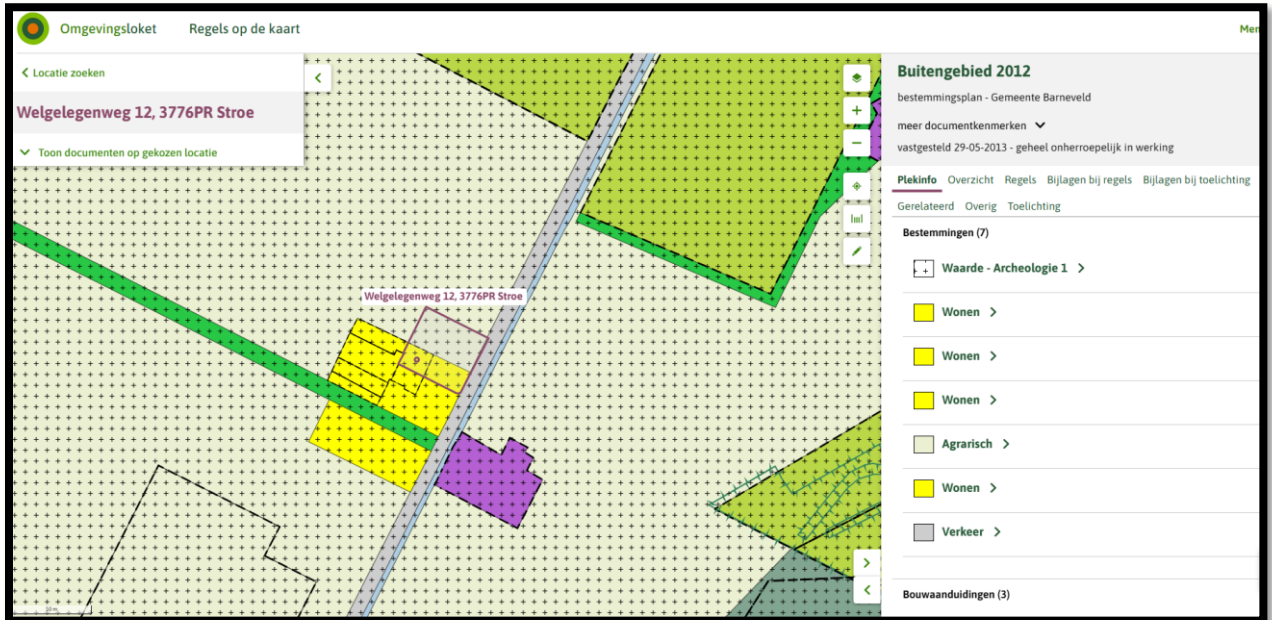 Omgevingsloket Regels op de kaart
Locatie zoeken
Welgelegenweg 12, 3776PR Stroe
Toon documenten op gekozen locatie
Welgelegenweg 12, 3776PR Stroe
Buitengebied 2012
bestemmingsplan - Gemeente Barneveld
meer documentkenmerken
vastgesteld 29-05-2013 - geheel onherroepelijk in werking
Plekinfo Overzicht Regels Bijlagen bij regels Bijlagen bij toelichting
Gerelateerd Overig Toelichting
Bestemmingen (7)
Waarde - Archeologie 1
Wonen
Wonen
Wonen
Agrarisch
Wonen
Verkeer
Bouwaanduidingen (3)